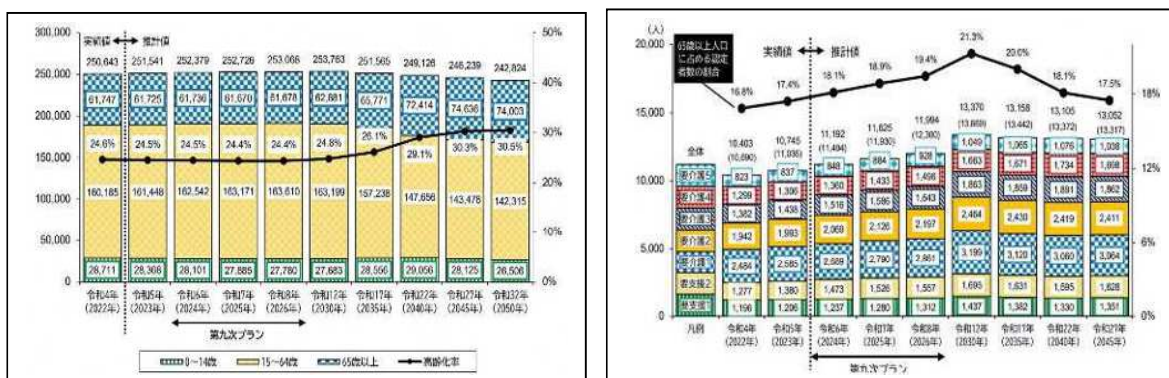 300,000
250,000
200,000
150,000
100,000
50,000
0
50%
40%
30%
20%
10%
0%
実績値 推計値
250,643 251,541 252,379 252,726 253,066 253,763 251,565 249,126 246,239 242,824
61,747 61,725 61,736 61,670 61,678 62,881 65,771 72,414 74,636 74,003
24.6% 24.5% 24.5% 24.4% 24.4% 24.8% 26.1% 29.1% 30.3% 30.5%
160,185 161,448 162,542 163,171 163,610 163,199 157,238 147,656 143,478 142,315
28,711 28,368 28,101 27,885 27,780 27,683 28,556 29,056 28,125 26,506
令和4年 令和5年 令和6年 令和7年 令和8年 令和12年 令和17年 令和22年 令和27年 令和32年
(2022年) (2023年) (2024年) (2025年) (2026年) (2030年) (2035年) (2040年) (2045年) (2050年)
第九次プラン
0~14歳 15~64歳 65歳以上 高齢化率
(人)
20,000
15,000
10,000
5,000
0
18%
12%
6%
0%
65歳以上人口
に占める認定
者数の割合
実績値 推計値
16.8% 17.4% 18.1% 18.9% 19.4% 21.3% 20.0% 18.1% 17.5%
全体 10,403 10,745 11,192 11,625 11,994 13,370 13,158 13,105 13,052
(10,690) (11,494) (11,930) (13,442) (13,372) (13,317)
要介護5 823 837 848 884 928 1,049 1,065 1,076 1,038
要介護4 1,299 1,306 1,360 1,433 1,496 1,663 1,671 1,734
要介護3 1,382 1,438 1,516 1,586 1,643 1,863 1,859 1,891 1,862
要介護2 1,942 1,993 2,069 2,126 2,197 2,464 2,430 2,419 2,411
要介護1 2,484 2,585 2,689 2,790 2,861 3,199 3,120 3,060
要支援2 1,277 1,380 1,473 1,526 1,557 1,695 1,631 1,595 1,628
要支援1 1,196 1,206 1,237 1,280 1,312 1,437 1,382 1,330 1,351
凡例 令和4年 令和5年 令和6年 令和7年 令和8年 令和12年 令和17年 令和22年 令和27年
(2022年) (2023年) (2024年) (2025年) (2026年) (2030年) (2035年) (2040年) (2045年)
第九次プラン